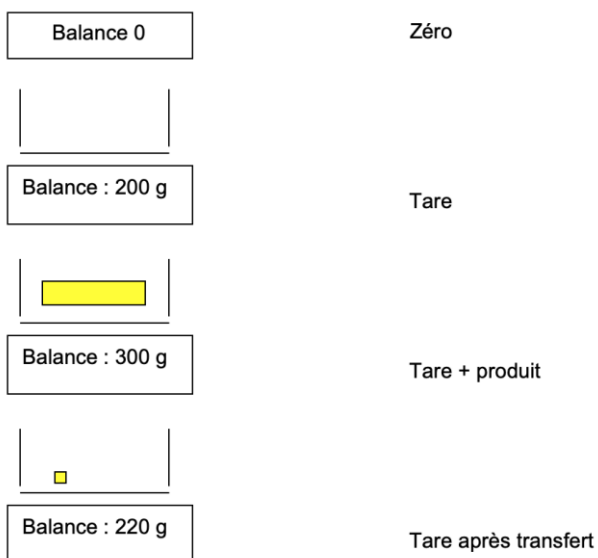 Balance 0
Zéro
Balance : 200 g
Tare
Balance : 300 g
Tare + produit
Balance : 220 g
Tare après transfert